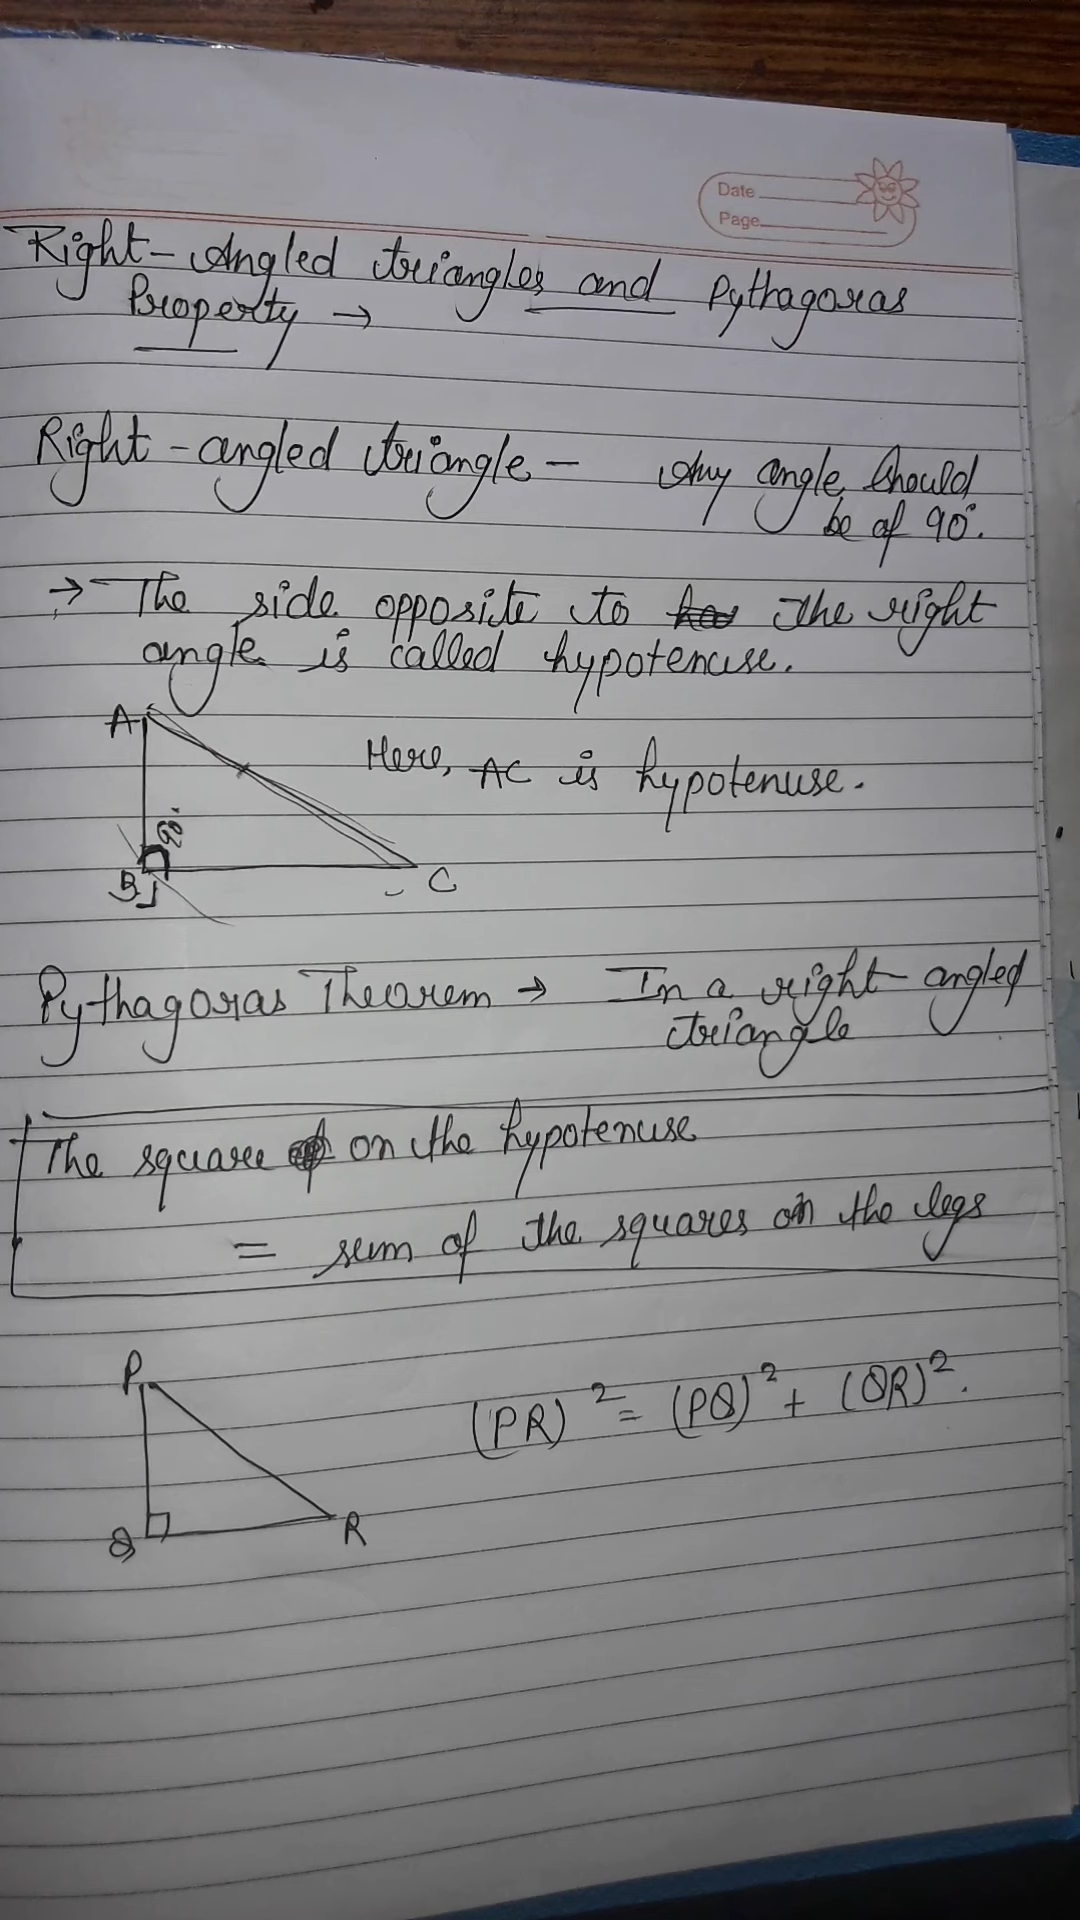 Date
Page
Right-Angled triangles and Pythagoras
Property →
Right-angled triangle - Any angle should
be of 90°.
→ The side opposite to the right
angle is called hypotenuse.
A
Here, AC is hypotenuse.
90°
B
C
Pythagoras Theorem → In a right-angled
triangle
The square on the hypotenuse
= sum of the squares on the legs
P
(PR)² = (PQ)² + (QR)².
Q
R